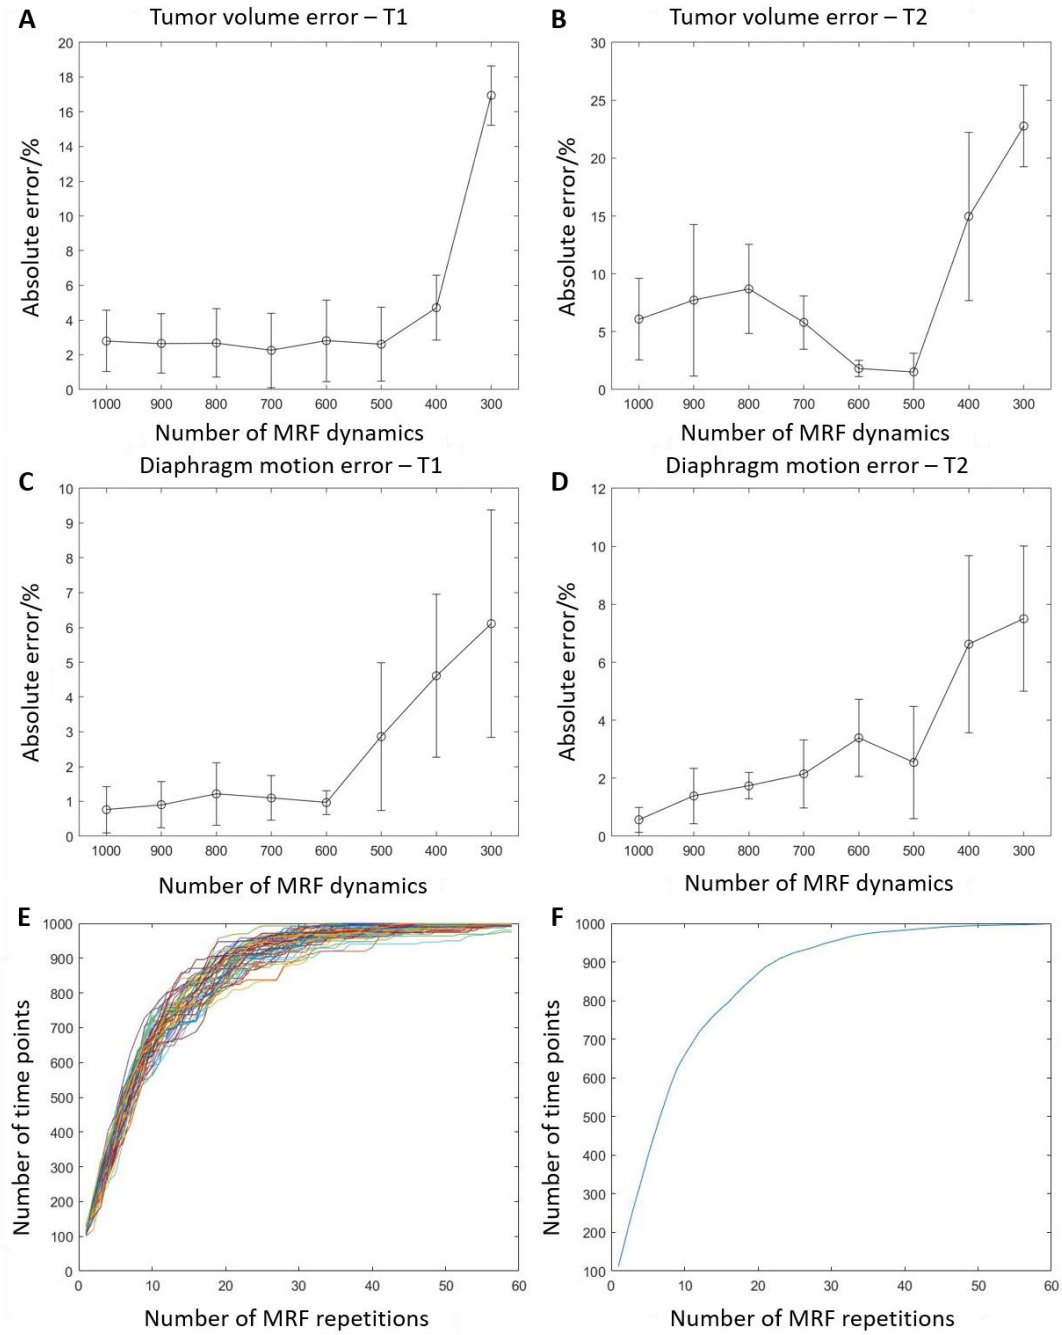 A Tumor volume error – T1
Absolute error/%
20
18
16
14
12
10
8
6
4
2
0
1000 900 800 700 600 500 400 300
Number of MRF dynamics
B Tumor volume error – T2
Absolute error/%
30
25
20
15
10
5
0
1000 900 800 700 600 500 400 300
Number of MRF dynamics
C Diaphragm motion error – T1
Absolute error/%
10
9
8
7
6
5
4
3
2
1
0
1000 900 800 700 600 500 400 300
Number of MRF dynamics
D Diaphragm motion error – T2
Absolute error/%
12
10
8
6
4
2
0
1000 900 800 700 600 500 400 300
Number of MRF dynamics
E
Number of time points
1000
900
800
700
600
500
400
300
200
100
0
0 10 20 30 40 50 60
Number of MRF repetitions
F
Number of time points
1000
900
800
700
600
500
400
300
200
100
0 10 20 30 40 50 60
Number of MRF repetitions